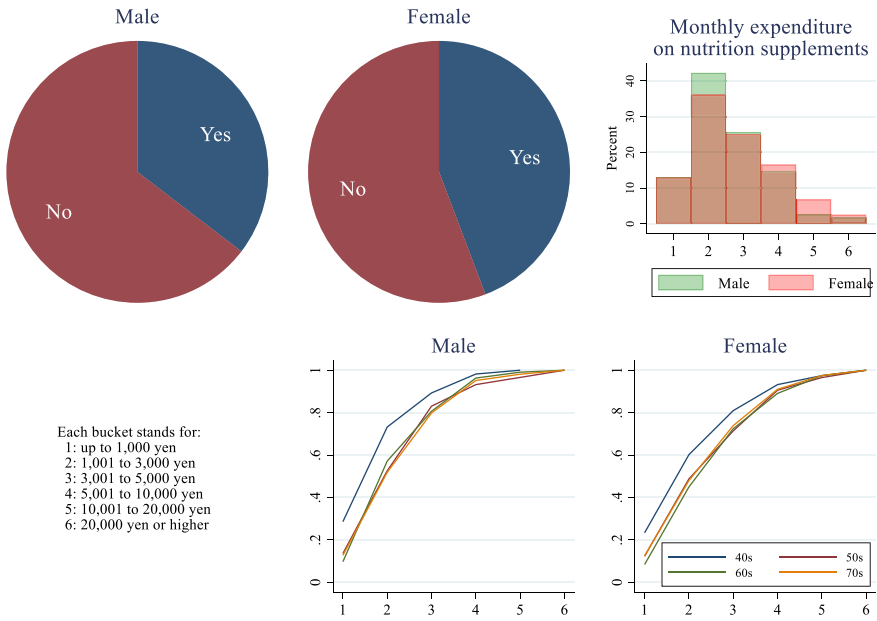 Male
Yes
No
Female
Yes
No
Monthly expenditure
on nutrition supplements
Percent
40
30
20
10
0
1 2 3 4 5 6
Male Female
Each bucket stands for:
1: up to 1,000 yen
2: 1,001 to 3,000 yen
3: 3,001 to 5,000 yen
4: 5,001 to 10,000 yen
5: 10,001 to 20,000 yen
6: 20,000 yen or higher
Male
1
.8
.6
.4
.2
0
1 2 3 4 5 6
Female
1
.8
.6
.4
.2
0
40s 50s
60s 70s
1 2 3 4 5 6